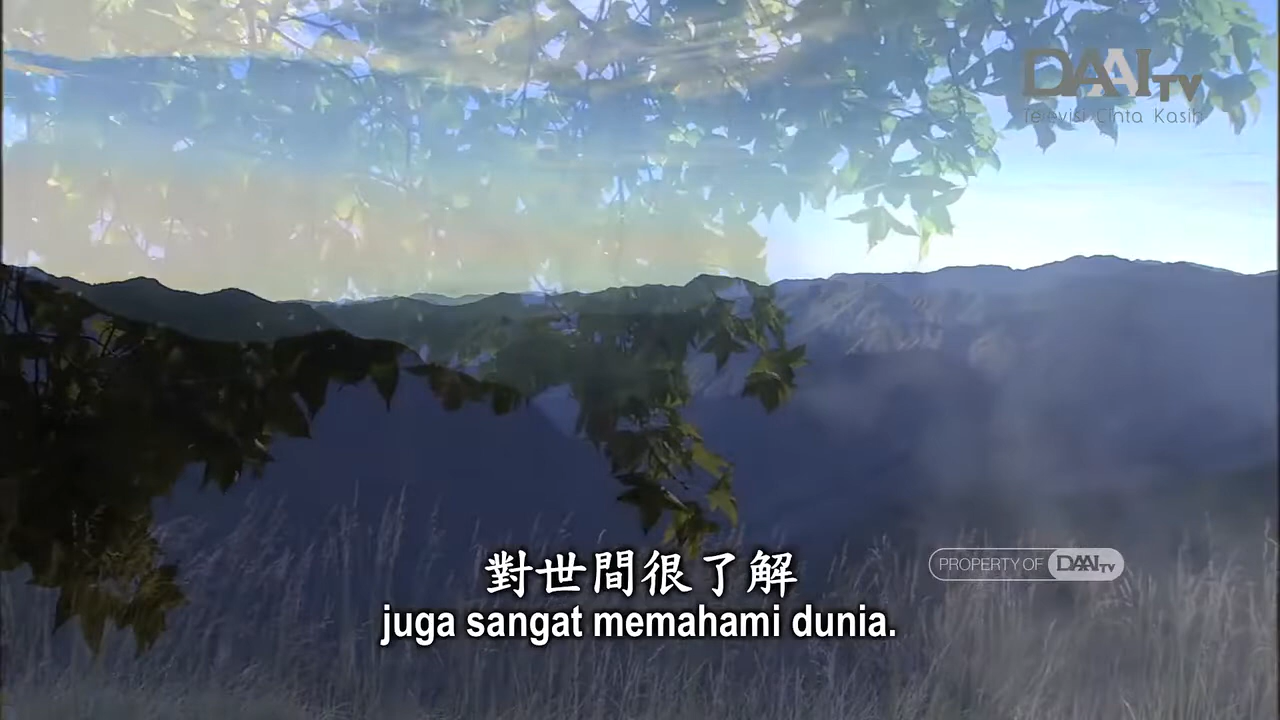 DAAI TV
Televisi Cinta Kasih
對世間很了解
PROPERTY OF DAAI TV
juga sangat memahami dunia.